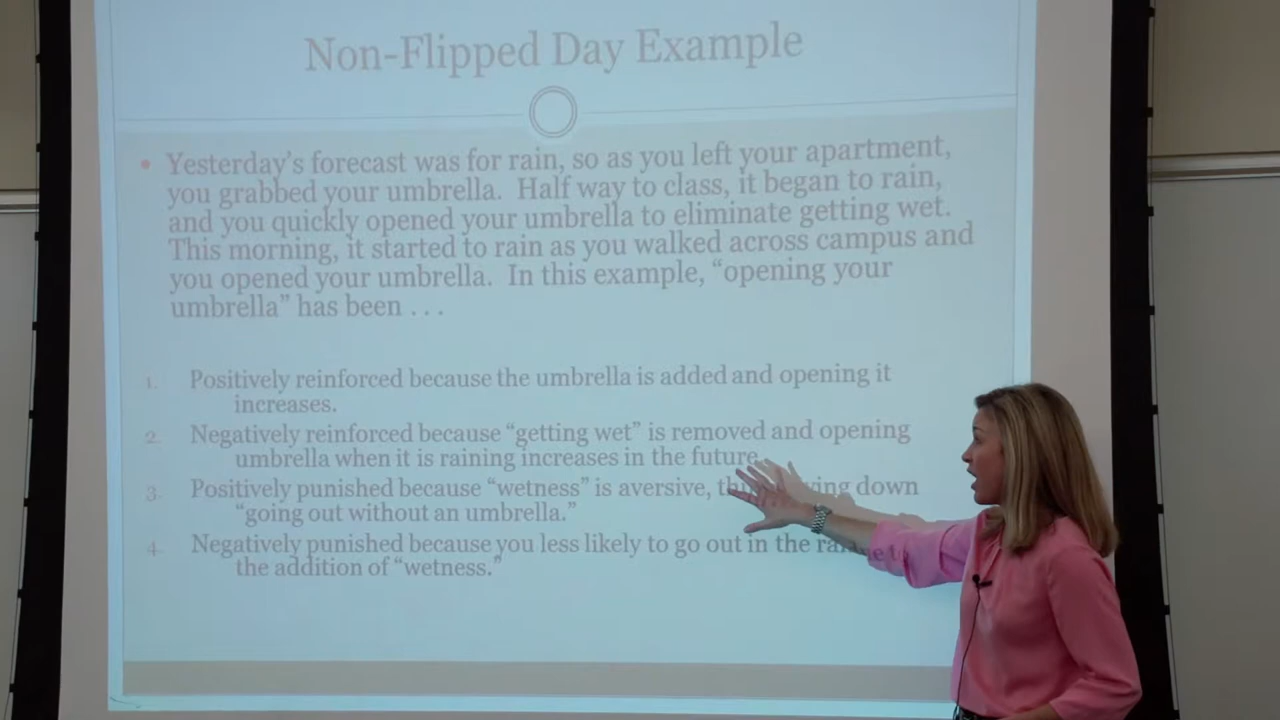 Non-Flipped Day Example
• Yesterday's forecast was for rain, so as you left your apartment,
you grabbed your umbrella. Half way to class, it began to rain,
and you quickly opened your umbrella to eliminate getting wet.
This morning, it started to rain as you walked across campus and
you opened your umbrella. In this example, “opening your
umbrella” has been . . .
1. Positively reinforced because the umbrella is added and opening it
increases.
2. Negatively reinforced because “getting wet” is removed and opening
umbrella when it is raining increases in the future
3. Positively punished because “wetness” is aversive, down
“going out without an umbrella.”
4. Negatively punished because you less likely to go out in the
the addition of “wetness.”